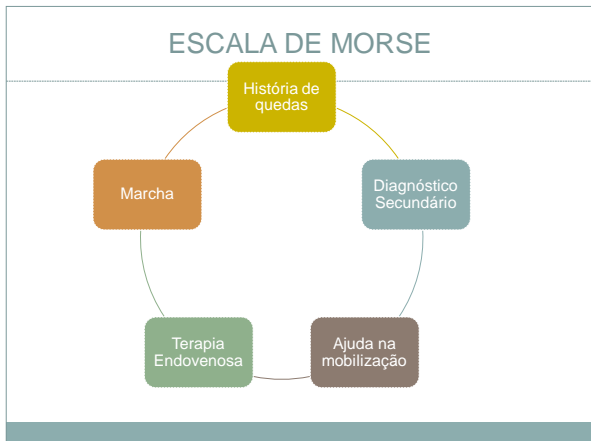 ESCALA DE MORSE
História de
quedas
Diagnóstico
Secundário
Ajuda na
mobilização
Terapia
Endovenosa
Marcha